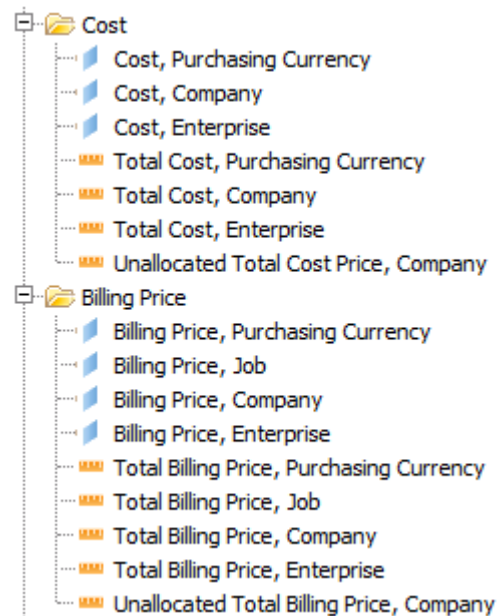 Cost
Cost, Purchasing Currency
Cost, Company
Cost, Enterprise
Total Cost, Purchasing Currency
Total Cost, Company
Total Cost, Enterprise
Unallocated Total Cost Price, Company
Billing Price
Billing Price, Purchasing Currency
Billing Price, Job
Billing Price, Company
Billing Price, Enterprise
Total Billing Price, Purchasing Currency
Total Billing Price, Job
Total Billing Price, Company
Total Billing Price, Enterprise
Unallocated Total Billing Price, Company